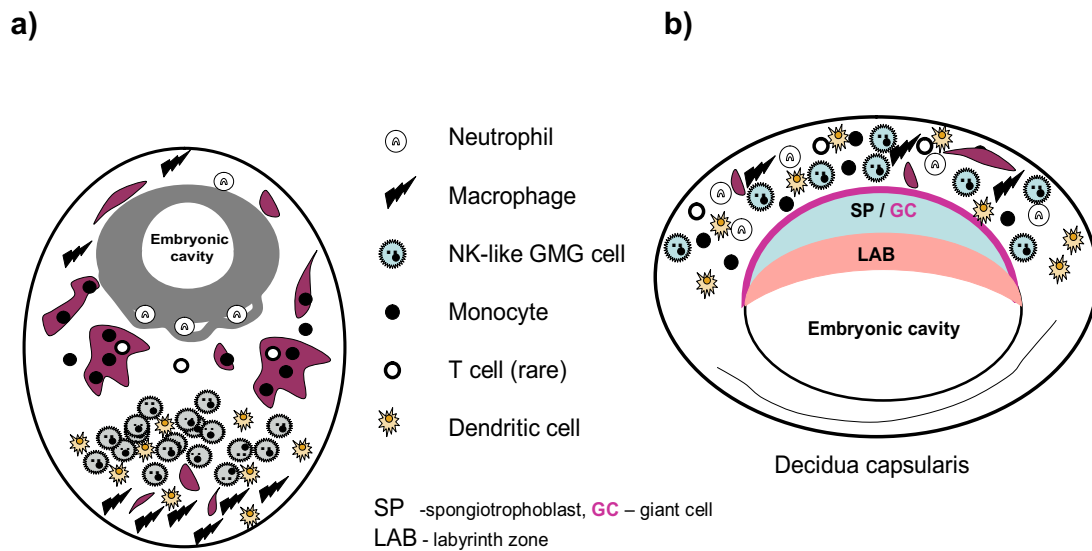 a)
b)
Embryonic
cavity
Neutrophil
Macrophage
NK-like GMG cell
Monocyte
T cell (rare)
Dendritic cell
SP -spongiotrophoblast, GC – giant cell
LAB - labyrinth zone
SP / GC
LAB
Embryonic cavity
Decidua capsularis